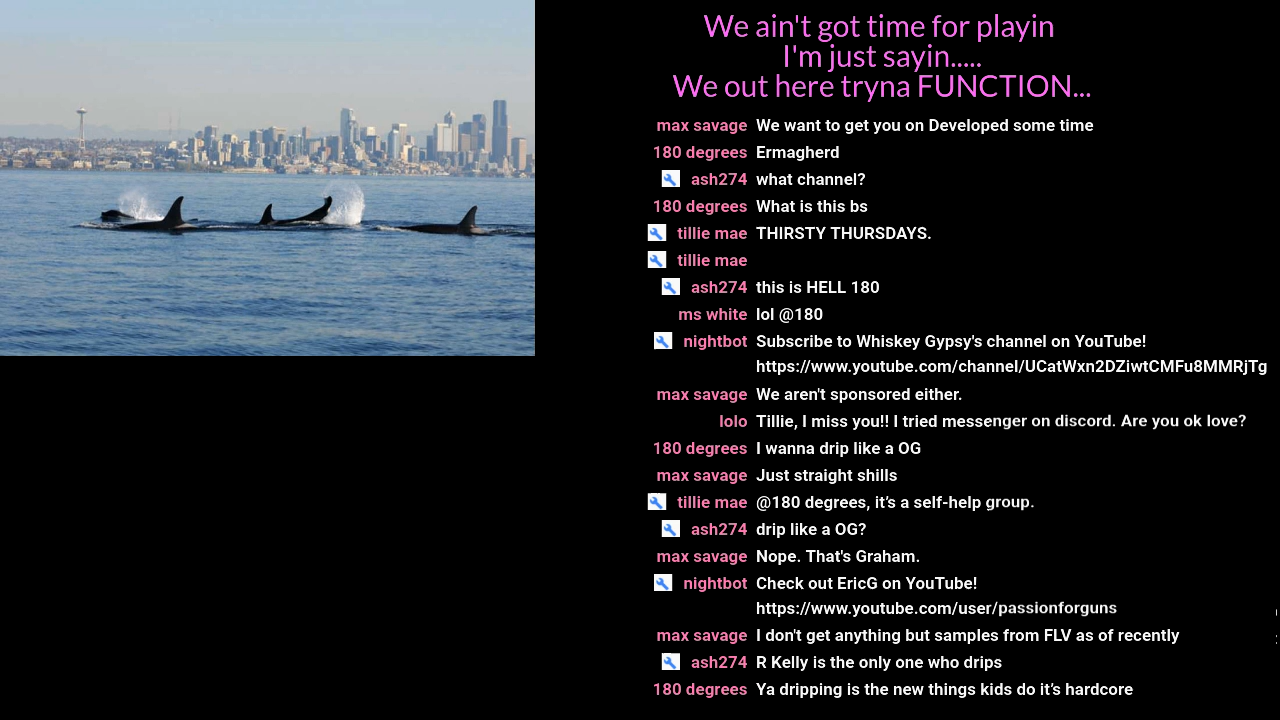 We ain't got time for playin
I'm just sayin.....
We out here tryna FUNCTION...
max savage We want to get you on Developed some time
180 degrees Ermagherd
ash274 what channel?
180 degrees What is this bs
tillie mae THIRSTY THURSDAYS.
tillie mae
ash274 this is HELL 180
ms white lol @180
nightbot Subscribe to Whiskey Gypsy's channel on YouTube!
https://www.youtube.com/channel/UCatWxn2DZiwtCMFu8MMRjTg
max savage We aren't sponsored either.
lolo Tillie, I miss you!! I tried messenger on discord. Are you ok love?
180 degrees I wanna drip like a OG
max savage Just straight shills
tillie mae @180 degrees, it’s a self-help group.
ash274 drip like a OG?
max savage Nope. That's Graham.
nightbot Check out EricG on YouTube!
https://www.youtube.com/user/passionforguns
max savage I don't get anything but samples from FLV as of recently
ash274 R Kelly is the only one who drips
180 degrees Ya dripping is the new things kids do it’s hardcore